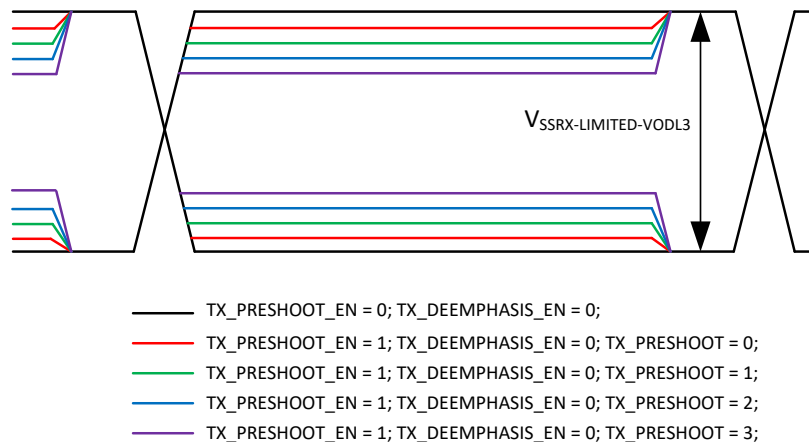 VSSRX-LIMITED-VODL3
TX_PRESHOOT_EN = 0; TX_DEEMPHASIS_EN = 0;
TX_PRESHOOT_EN = 1; TX_DEEMPHASIS_EN = 0; TX_PRESHOOT = 0;
TX_PRESHOOT_EN = 1; TX_DEEMPHASIS_EN = 0; TX_PRESHOOT = 1;
TX_PRESHOOT_EN = 1; TX_DEEMPHASIS_EN = 0; TX_PRESHOOT = 2;
TX_PRESHOOT_EN = 1; TX_DEEMPHASIS_EN = 0; TX_PRESHOOT = 3;